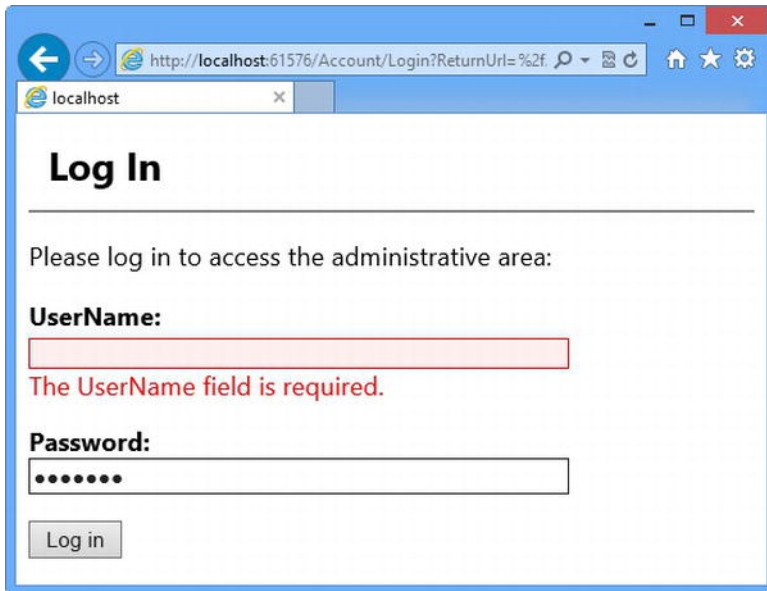 http://localhost:61576/Account/Login?ReturnUrl=%2f.
localhost
Log In
Please log in to access the administrative area:
UserName:
The UserName field is required.
Password:
Log in